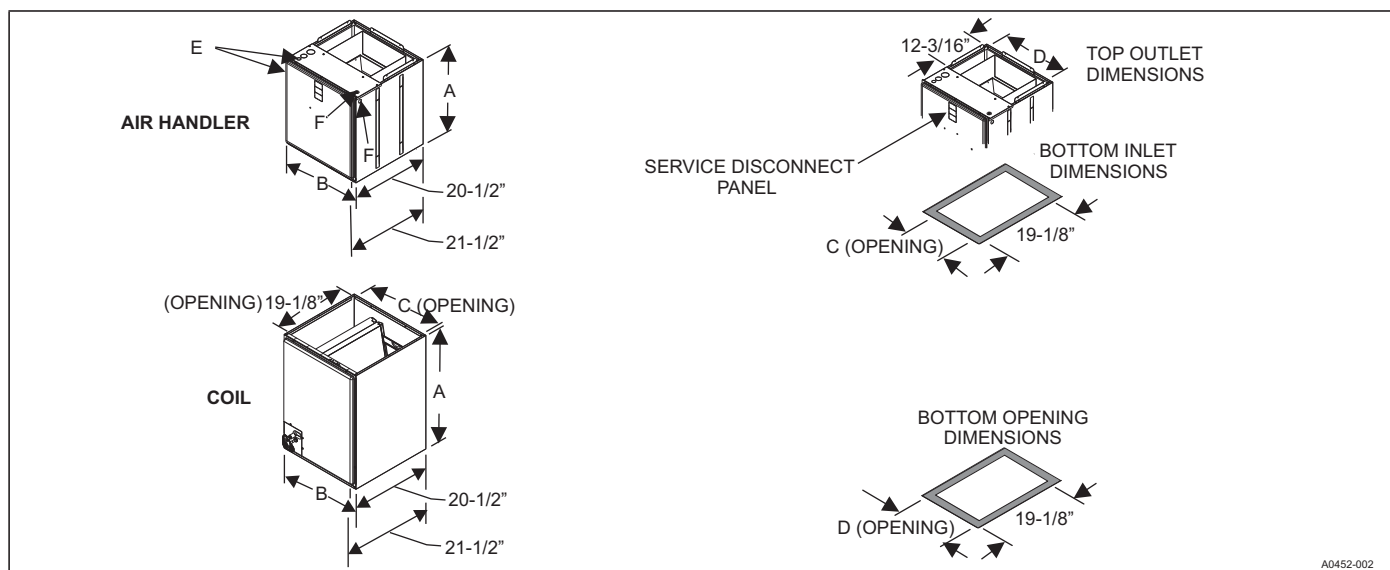 E
A
F
AIR HANDLER
F
B
20-1/2”
21-1/2”
12-3/16”
D
TOP OUTLET
DIMENSIONS
SERVICE DISCONNECT
PANEL
BOTTOM INLET
DIMENSIONS
C (OPENING)
19-1/8”
(OPENING) 19-1/8”
C (OPENING)
A
COIL
B
20-1/2”
21-1/2”
BOTTOM OPENING
DIMENSIONS
D (OPENING)
19-1/8”
A0452-002